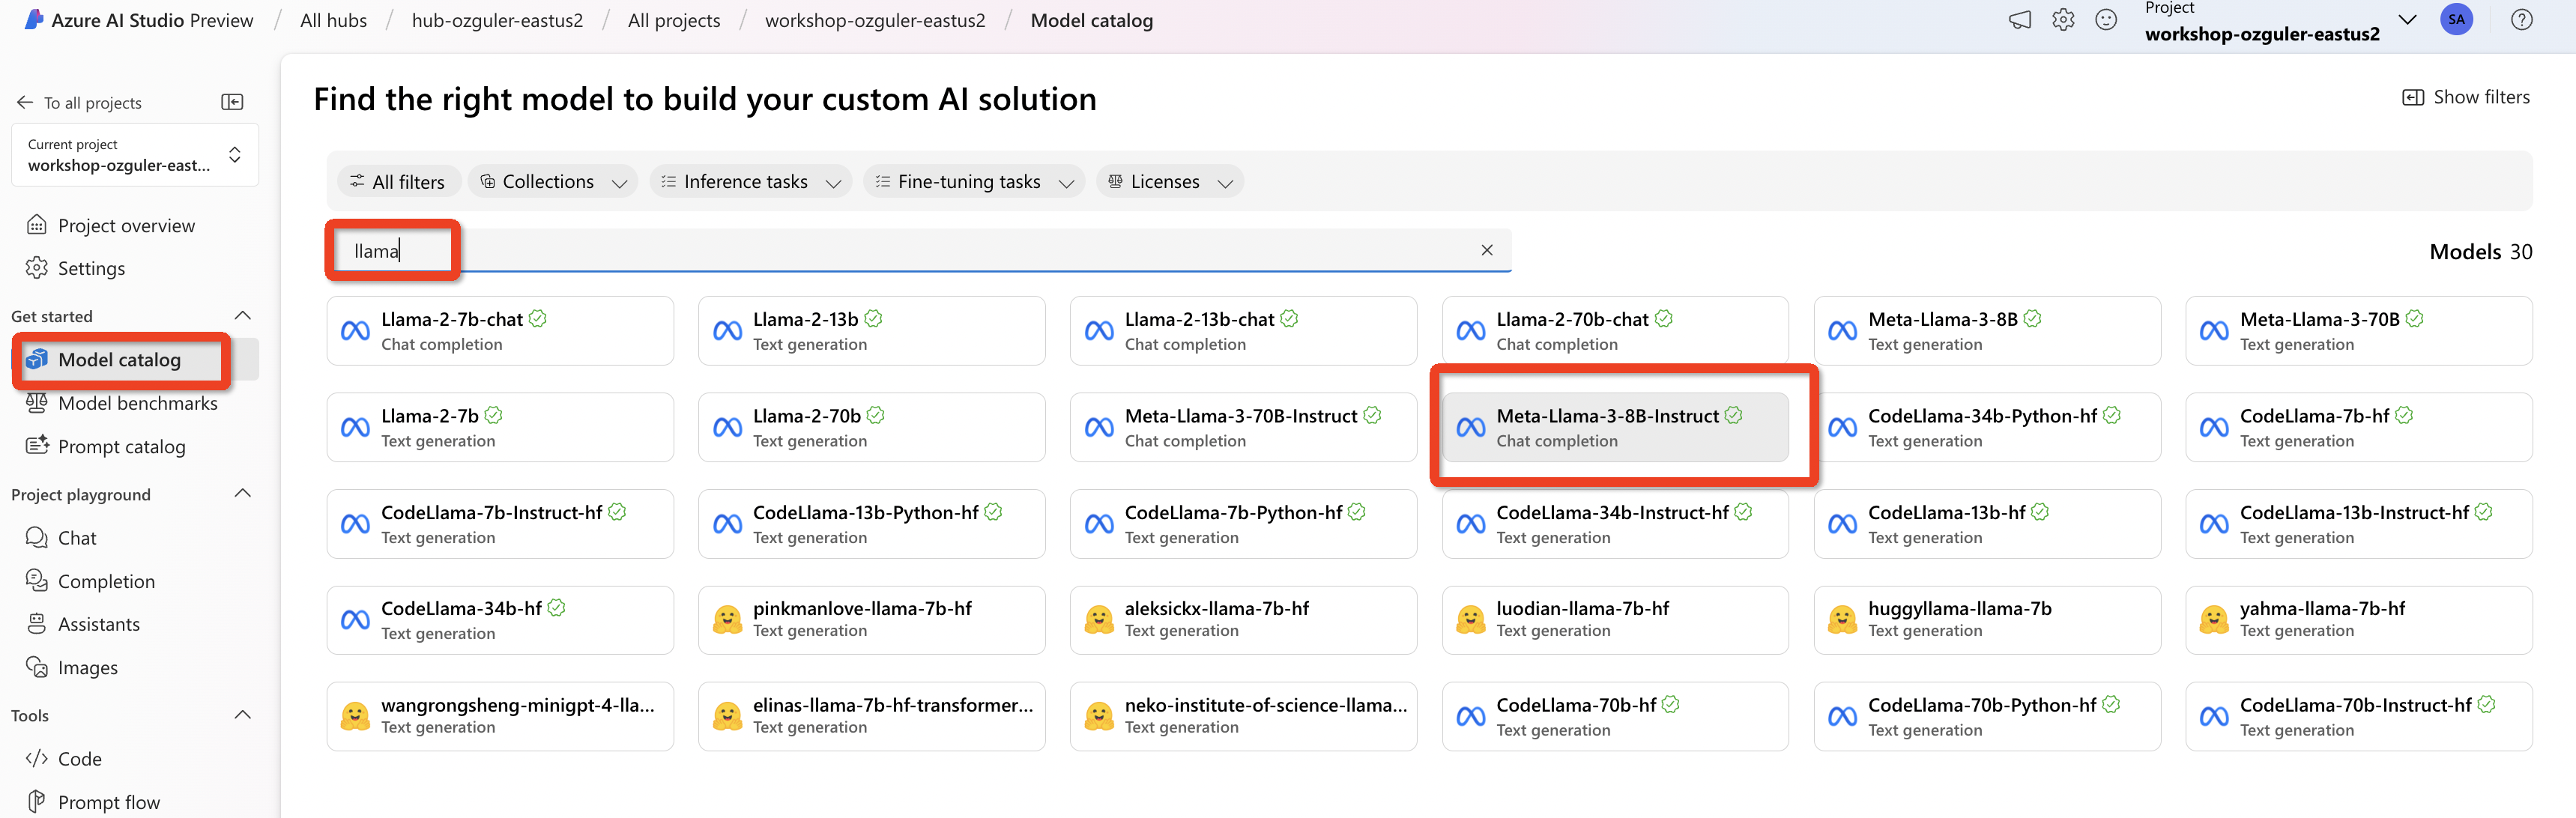 Azure AI Studio Preview / All hubs / hub-ozguler-eastus2 / All projects / workshop-ozguler-eastus2 / Model catalog
Project
workshop-ozguler-eastus2
SA
To all projects
Current project
workshop-ozguler-east...
Project overview
Settings
Get started
Model catalog
Model benchmarks
Prompt catalog
Project playground
Chat
Completion
Assistants
Images
Tools
Code
Prompt flow
Find the right model to build your custom AI solution
Show filters
All filters
Collections
Inference tasks
Fine-tuning tasks
Licenses
llama
Models 30
Llama-2-7b-chat
Chat completion
Llama-2-13b
Text generation
Llama-2-13b-chat
Chat completion
Llama-2-70b-chat
Chat completion
Meta-Llama-3-8B
Text generation
Meta-Llama-3-70B
Text generation
Llama-2-7b
Text generation
Llama-2-70b
Text generation
Meta-Llama-3-70B-Instruct
Chat completion
Meta-Llama-3-8B-Instruct
Chat completion
CodeLlama-34b-Python-hf
Text generation
CodeLlama-7b-hf
Text generation
CodeLlama-7b-Instruct-hf
Text generation
CodeLlama-13b-Python-hf
Text generation
CodeLlama-7b-Python-hf
Text generation
CodeLlama-34b-Instruct-hf
Text generation
CodeLlama-13b-hf
Text generation
CodeLlama-13b-Instruct-hf
Text generation
CodeLlama-34b-hf
Text generation
pinkmanlove-llama-7b-hf
Text generation
aleksickx-llama-7b-hf
Text generation
luodian-llama-7b-hf
Text generation
huggyllama-llama-7b
Text generation
yahma-llama-7b-hf
Text generation
wangrongsheng-minigpt-4-lla...
Text generation
elinas-llama-7b-hf-transformer...
Text generation
neko-institute-of-science-llama...
Text generation
CodeLlama-70b-hf
Text generation
CodeLlama-70b-Python-hf
Text generation
CodeLlama-70b-Instruct-hf
Text generation